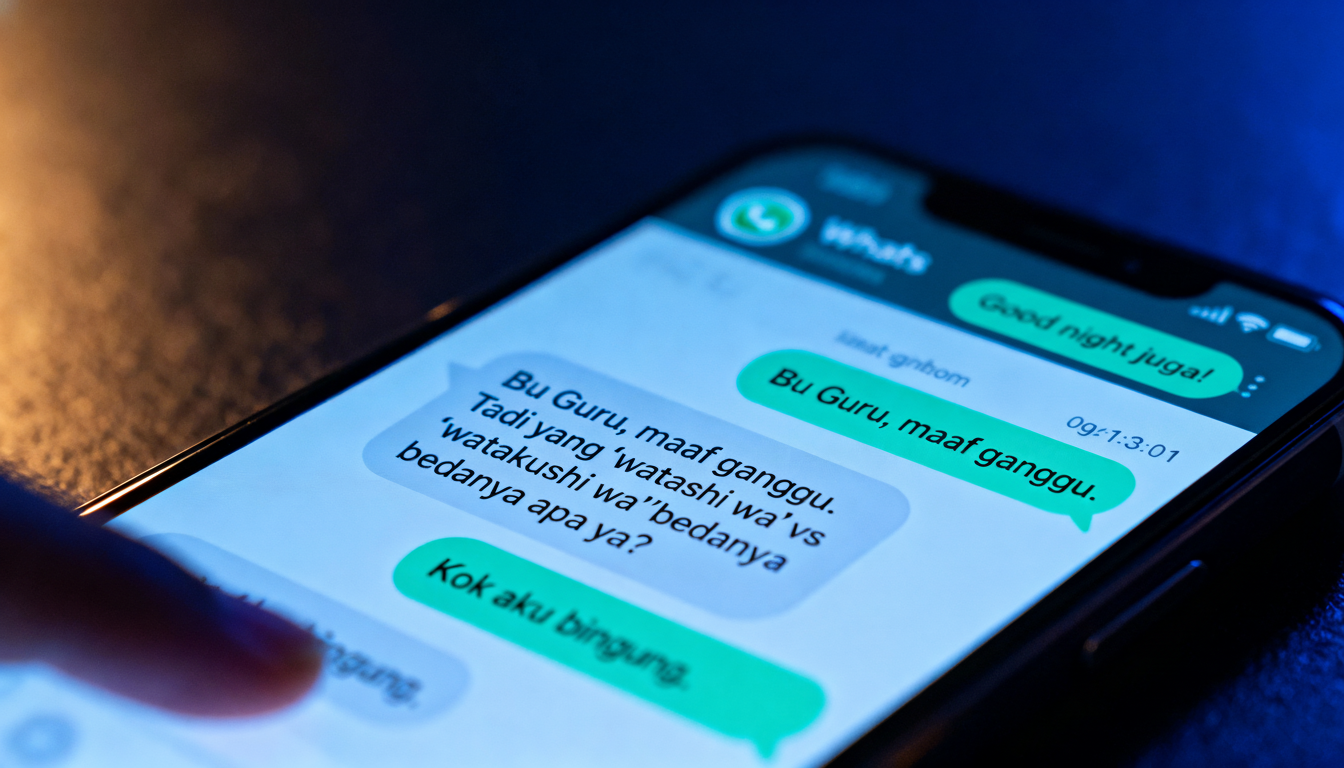 Whats
Good night juga!
Bu Guru, maaf ganggu.
Bu Guru, maaf ganggu.
Tadi yang ‘watashi wa’ vs
‘watakushi wa’’bedanya
bedanya apa ya?
Kok aku bingung.